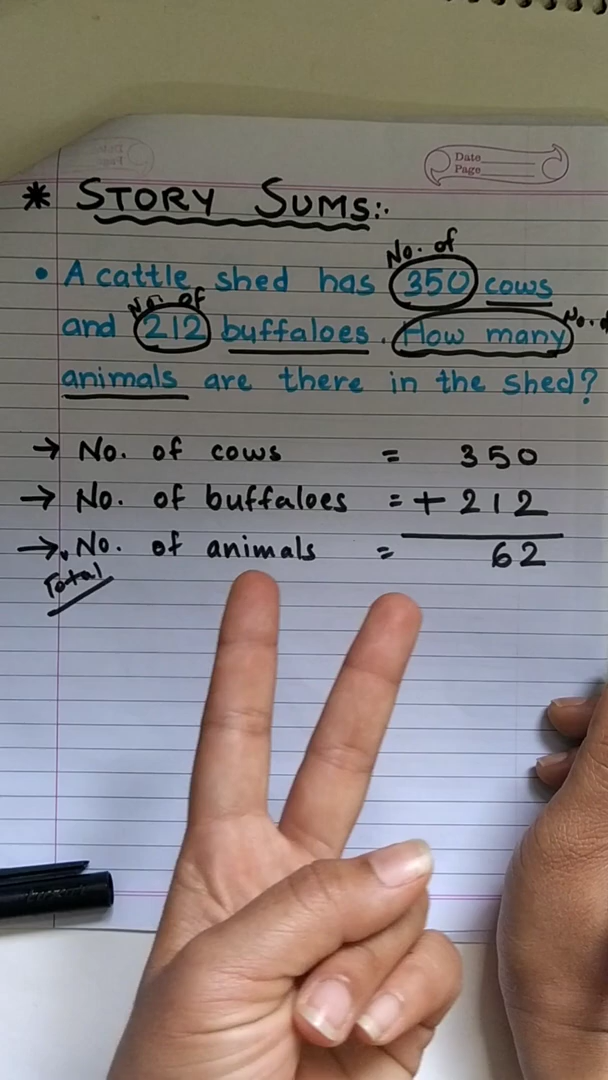 Date
Page
* STORY SUMS:.
No. of
• A cattle shed has 350 cows
No. of
and 212 buffaloes. How many No. of
animals are there in the shed?
→ No. of cows = 350
→ No. of buffaloes = + 212
→ No. of animals = 62
Total